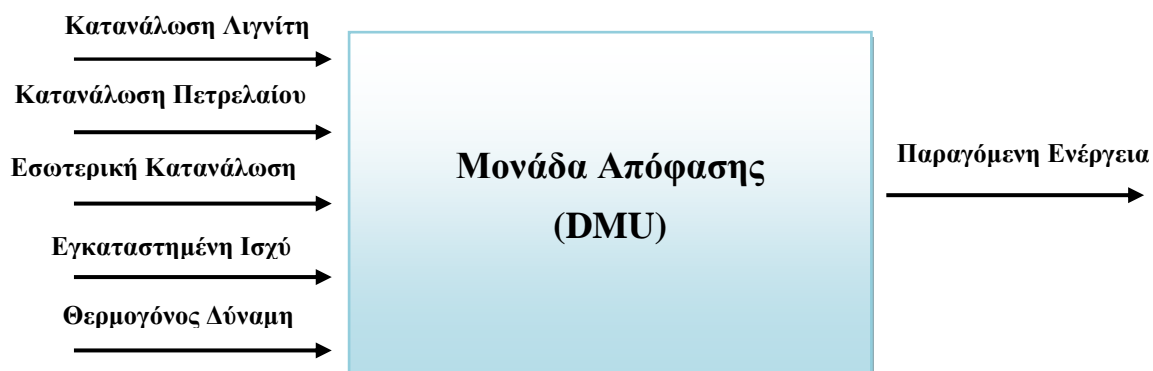 Κατανάλωση Λιγνίτη
Κατανάλωση Πετρελαίου
Εσωτερική Κατανάλωση
Εγκαταστημένη Ισχύ
Θερμογόνος Δύναμη
Μονάδα Απόφασης
(DMU)
Παραγόμενη Ενέργεια